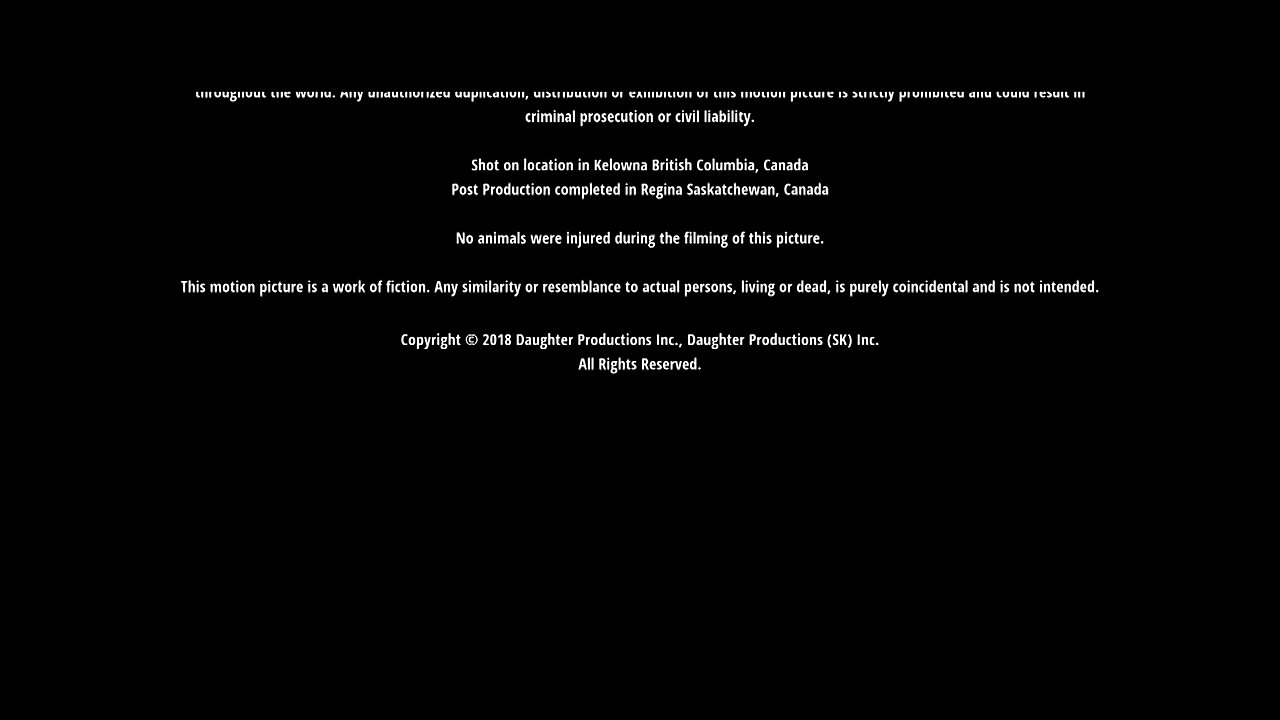 throughout the world. Any unauthorized duplication, distribution or exhibition of this motion picture is strictly prohibited and could result in
criminal prosecution or civil liability.
Shot on location in Kelowna British Columbia, Canada
Post Production completed in Regina Saskatchewan, Canada
No animals were injured during the filming of this picture.
This motion picture is a work of fiction. Any similarity or resemblance to actual persons, living or dead, is purely coincidental and is not intended.
Copyright © 2018 Daughter Productions Inc., Daughter Productions (SK) Inc.
All Rights Reserved.